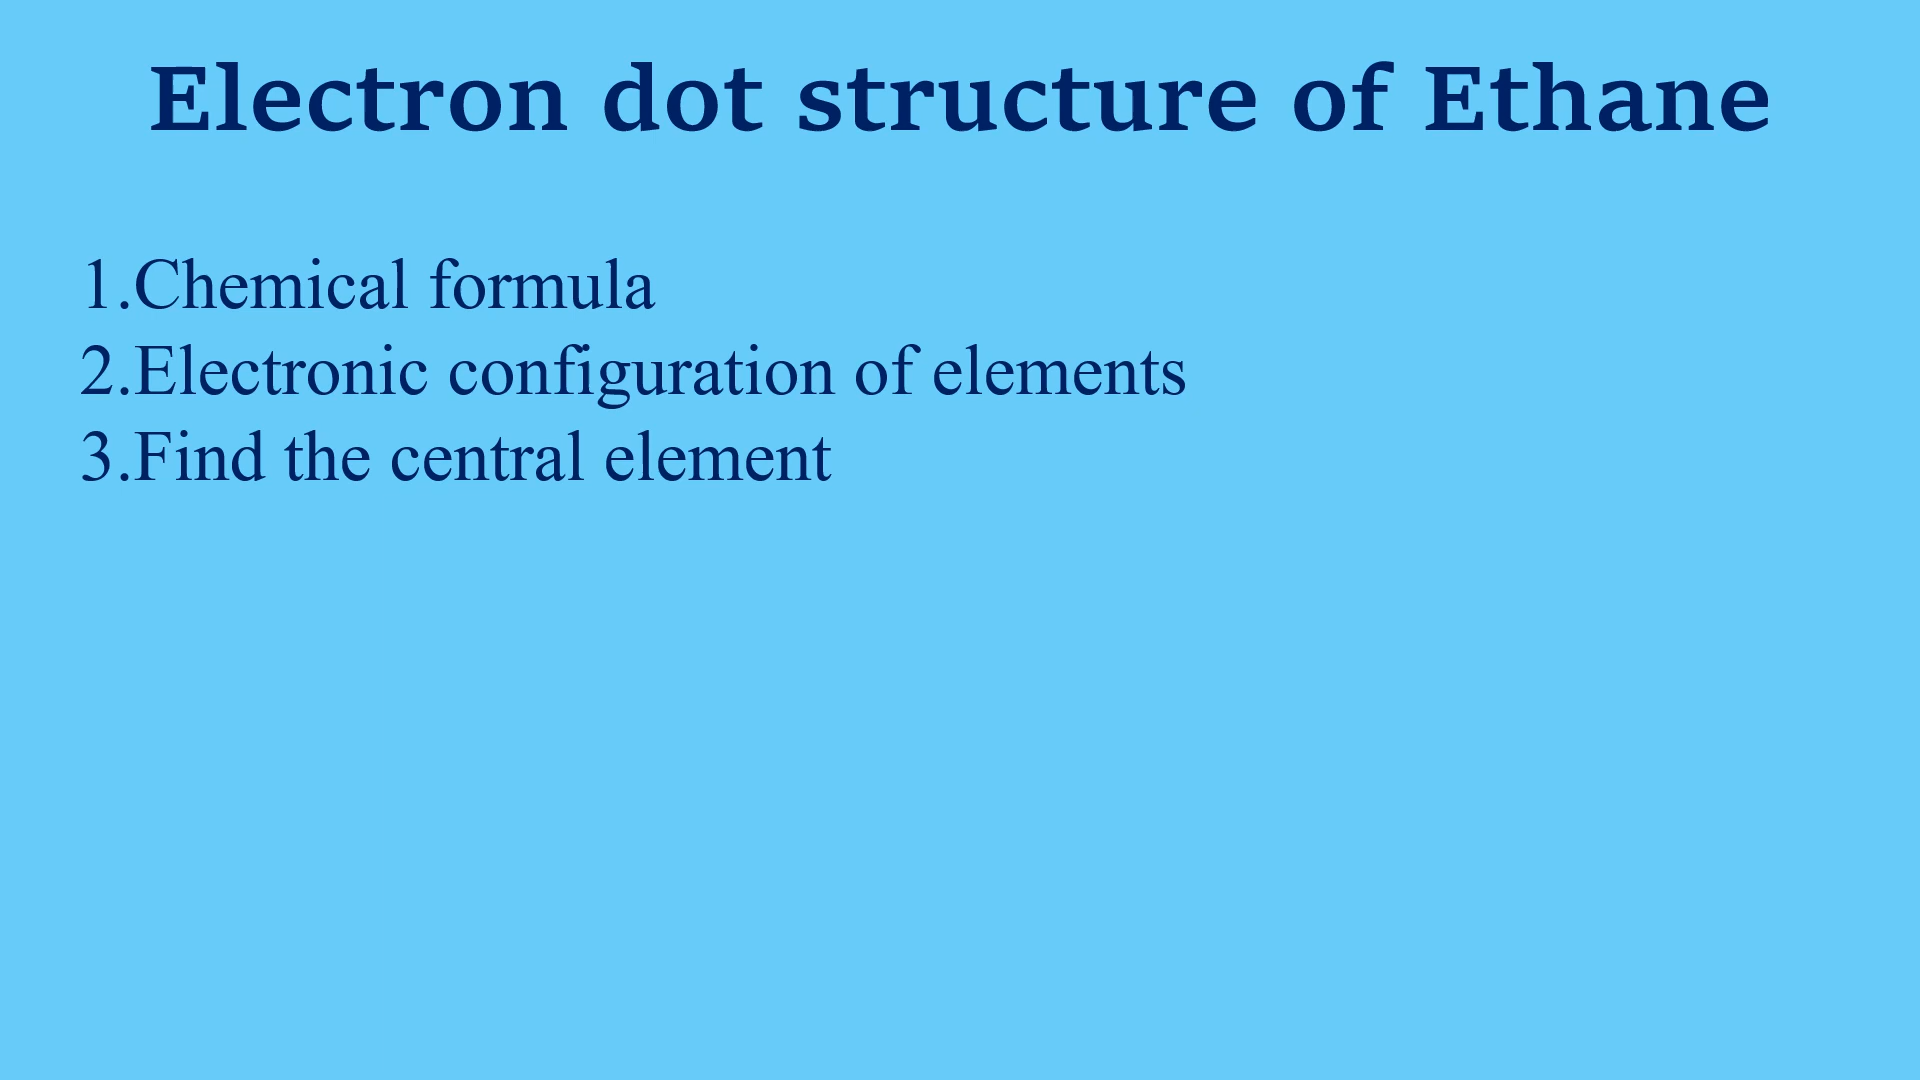 Electron dot structure of Ethane
1.Chemical formula
2.Electronic configuration of elements
3.Find the central element